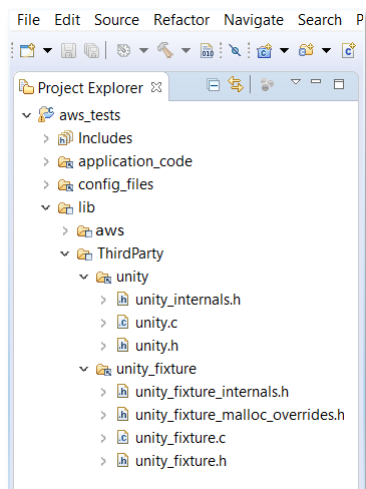 File Edit Source Refactor Navigate Search P
Project Explorer
aws_tests
Includes
application_code
config_files
lib
aws
ThirdParty
unity
unity_internals.h
unity.c
unity.h
unity_fixture
unity_fixture_internals.h
unity_fixture_malloc_overrides.h
unity_fixture.c
unity_fixture.h